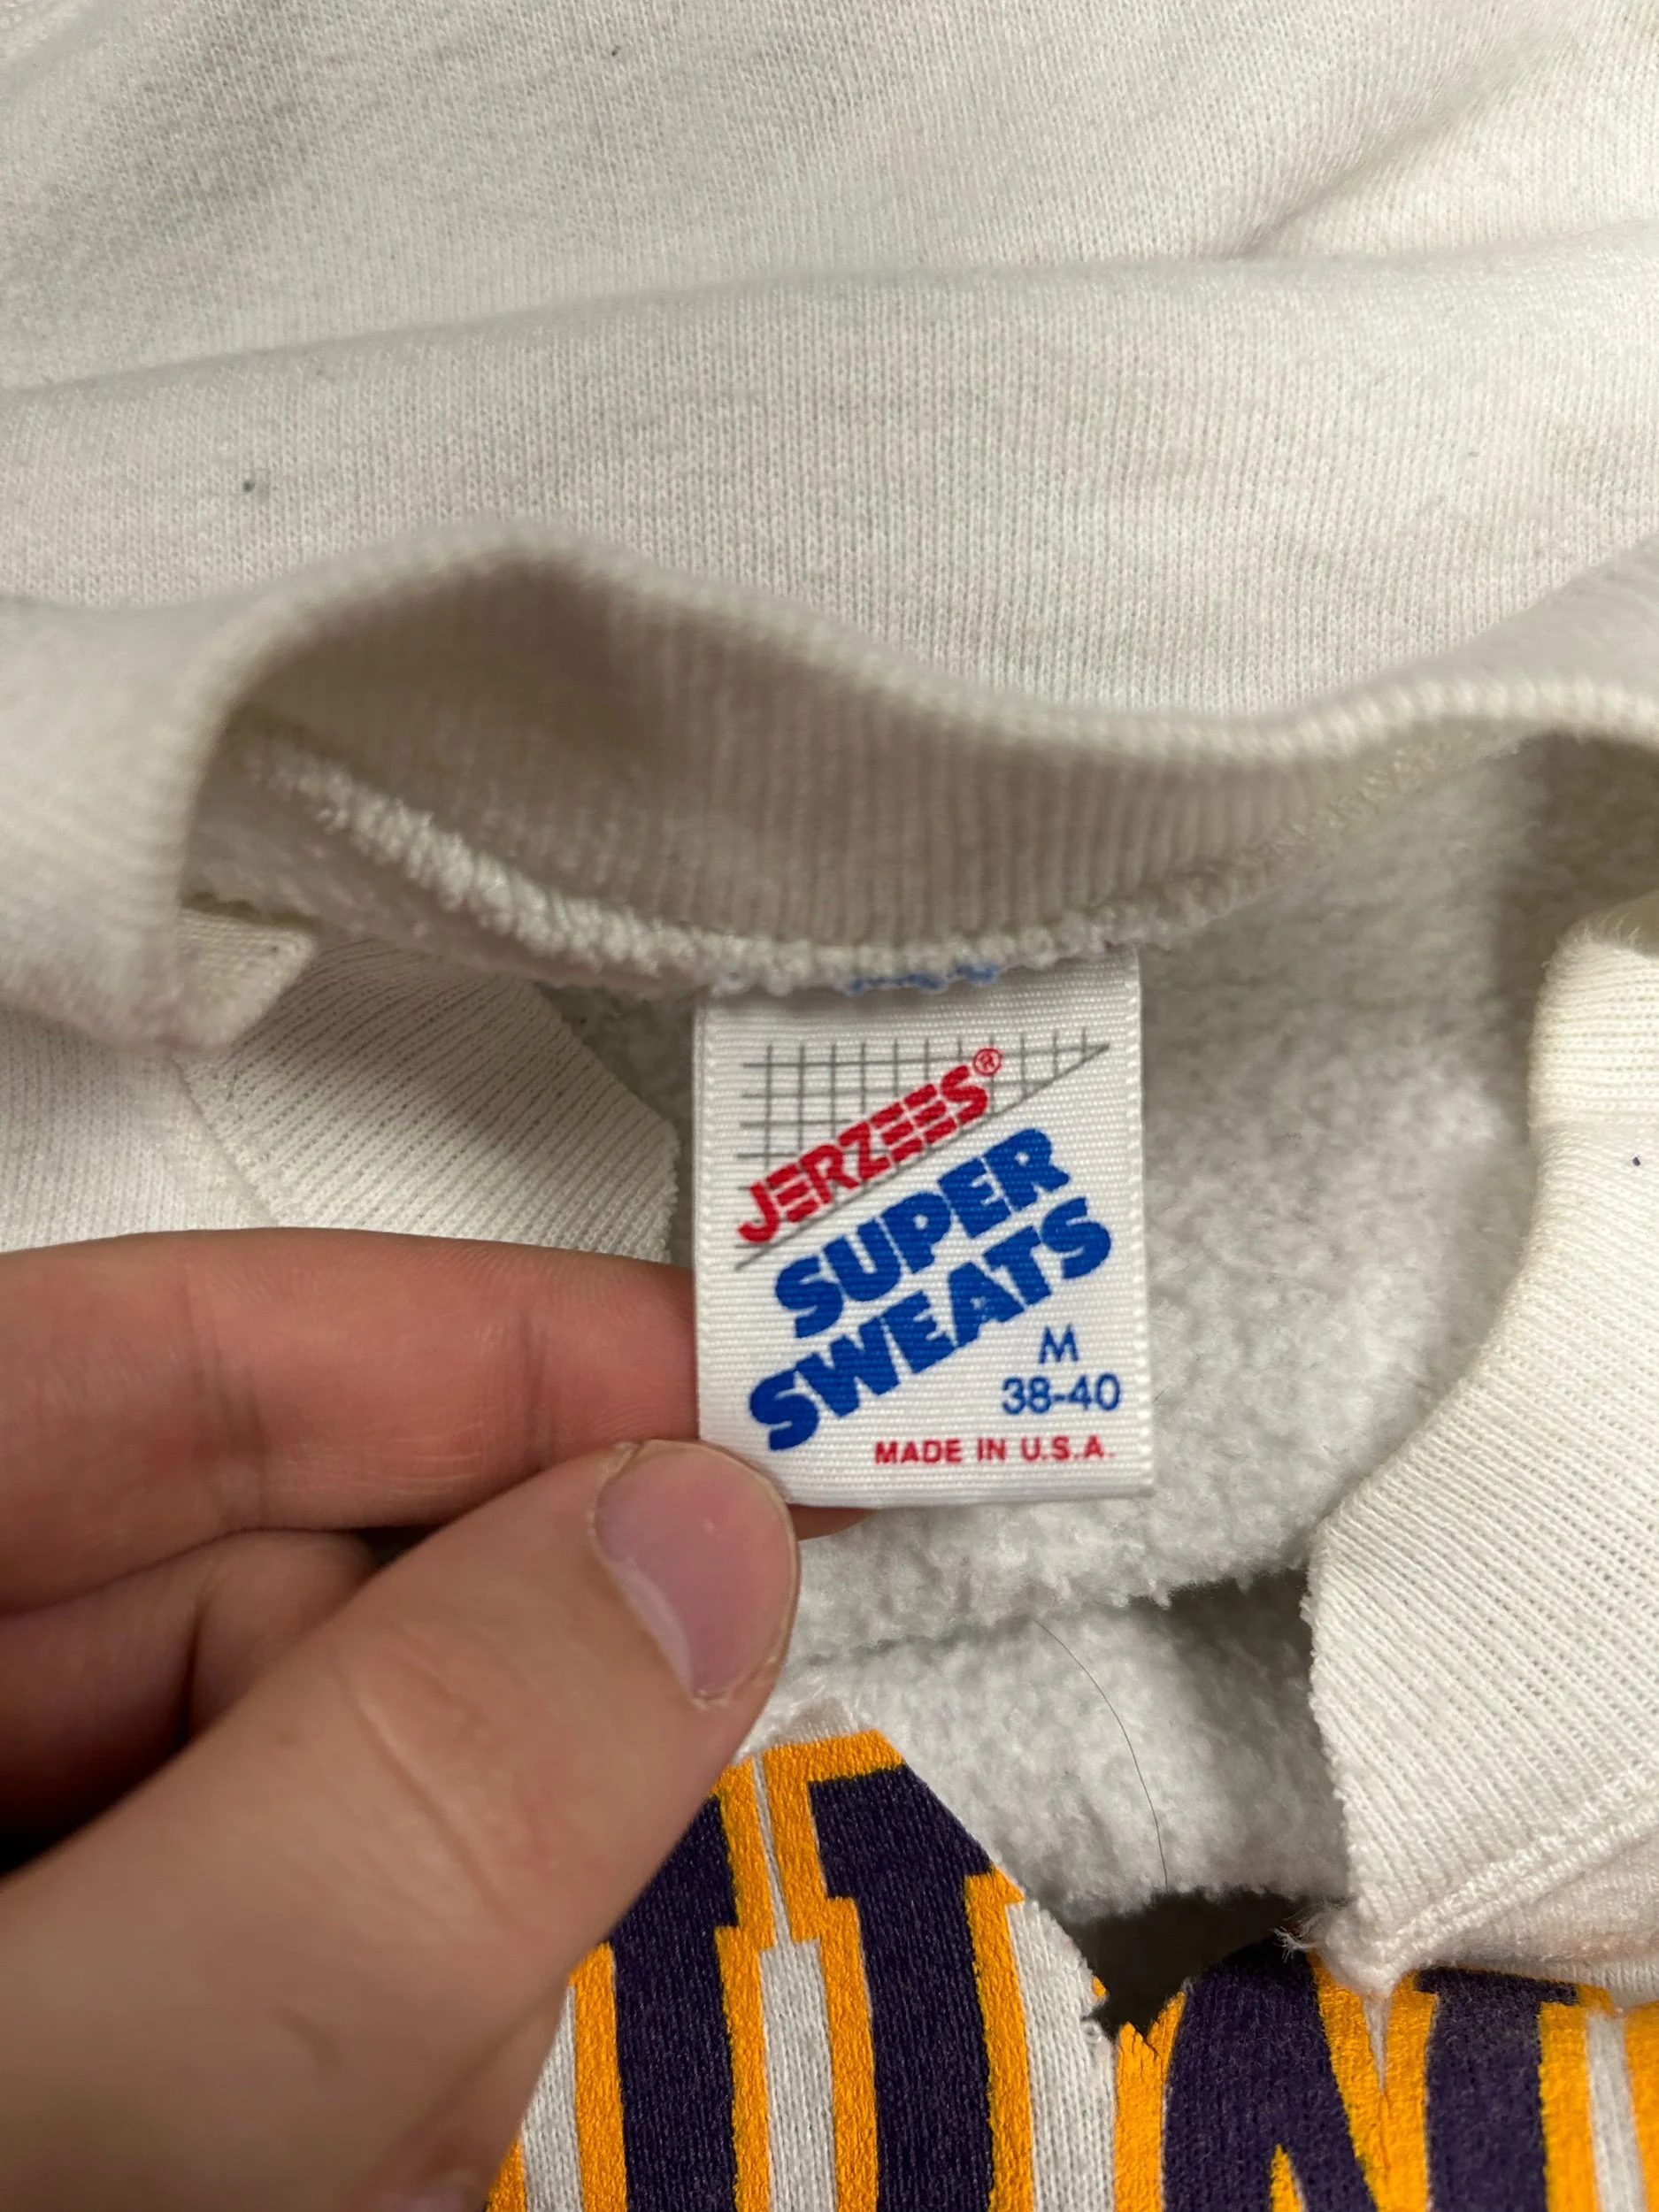 JERZEES®
SUPER
SWEATS
M
38-40
MADE IN U.S.A.